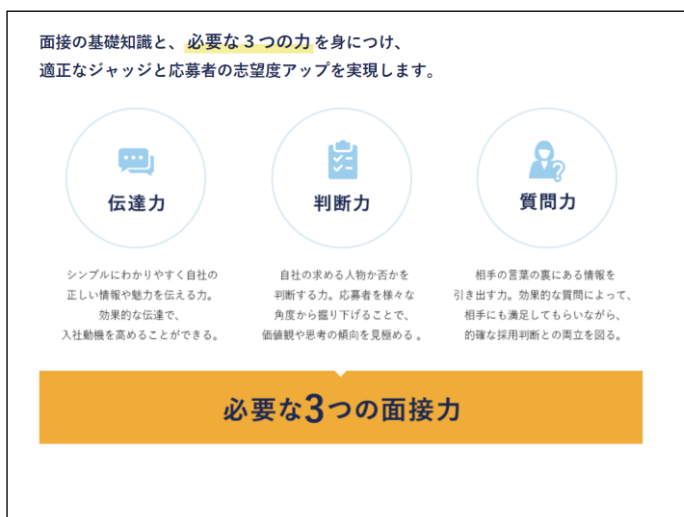 面接の基礎知識と、必要な３つの力を身につけ、
適正なジャッジと応募者の志望度アップを実現します。
伝達力
シンプルにわかりやすく自社の
正しい情報や魅力を伝える力。
効果的な伝達で、
入社動機を高めることができる。
判断力
自社の求める人物か否かを
判断する力。応募者を様々な
角度から掘り下げることで、
価値観や思考の傾向を見極める 。
質問力
相手の言葉の裏にある情報を
引き出す力。効果的な質問によって、
相手にも満足してもらいながら、
的確な採用判断との両立を図る。
必要な3つの面接力